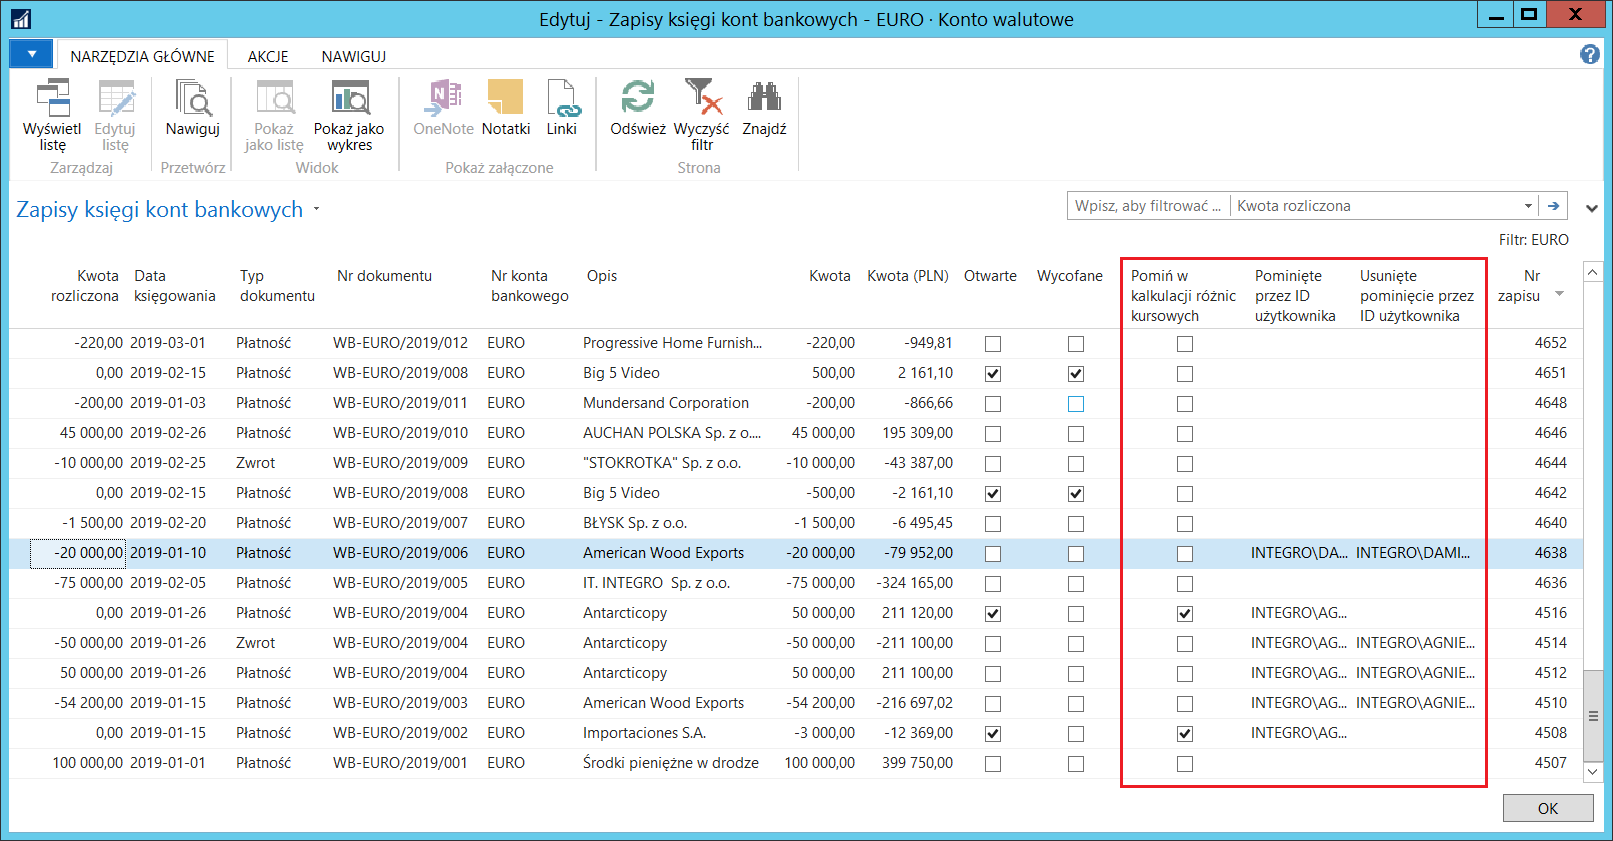 Edytuj - Zapisy księgi kont bankowych - EURO · Konto walutowe
NARZĘDZIA GŁÓWNE AKCJE NAWIGUJ
Wyświetl listę Edytuj listę Nawiguj Pokaż jako listę Pokaż jako wykres OneNote Notatki Linki Odśwież Wyczyść filtr Znajdź
Zarządzaj Przetwórz Widok Pokaż załączone Strona
Zapisy księgi kont bankowych
Wpisz, aby filtrować ... Kwota rozliczona
Filtr: EURO
Kwota rozliczona Data księgowania Typ dokumentu Nr dokumentu Nr konta bankowego Opis Kwota Kwota (PLN) Otwarte Wycofane Pomiń w kalkulacji różnic kursowych Pominięte przez ID użytkownika Usunięte pominięcie przez ID użytkownika Nr zapisu
-220,00 2019-03-01 Płatność WB-EURO/2019/012 EURO Progressive Home Furnish... -220,00 -949,81 4652
0,00 2019-02-15 Płatność WB-EURO/2019/008 EURO Big 5 Video 500,00 2 161,10 4651
-200,00 2019-01-03 Płatność WB-EURO/2019/011 EURO Mundersand Corporation -200,00 -866,66 4648
45 000,00 2019-02-26 Płatność WB-EURO/2019/010 EURO AUCHAN POLSKA Sp. z o.... 45 000,00 195 309,00 4646
-10 000,00 2019-02-25 Zwrot WB-EURO/2019/009 EURO "STOKROTKA" Sp. z o.o. -10 000,00 -43 387,00 4644
0,00 2019-02-15 Płatność WB-EURO/2019/008 EURO Big 5 Video -500,00 -2 161,10 4642
-1 500,00 2019-02-20 Płatność WB-EURO/2019/007 EURO BŁYSK Sp. z o.o. -1 500,00 -6 495,45 4640
-20 000,00 2019-01-10 Płatność WB-EURO/2019/006 EURO American Wood Exports -20 000,00 -79 952,00 INTEGRO\DA... INTEGRO\DAMI... 4638
-75 000,00 2019-02-05 Płatność WB-EURO/2019/005 EURO IT. INTEGRO Sp. z o.o. -75 000,00 -324 165,00 4636
0,00 2019-01-26 Płatność WB-EURO/2019/004 EURO Antarcticopy 50 000,00 211 120,00 INTEGRO\AG... 4516
-50 000,00 2019-01-26 Zwrot WB-EURO/2019/004 EURO Antarcticopy -50 000,00 -211 100,00 INTEGRO\AG... INTEGRO\AGNIE... 4514
50 000,00 2019-01-26 Płatność WB-EURO/2019/004 EURO Antarcticopy 50 000,00 211 100,00 INTEGRO\AG... INTEGRO\AGNIE... 4512
-54 200,00 2019-01-15 Płatność WB-EURO/2019/003 EURO American Wood Exports -54 200,00 -216 697,02 INTEGRO\AG... INTEGRO\AGNIE... 4510
0,00 2019-01-15 Płatność WB-EURO/2019/002 EURO Importaciones S.A. -3 000,00 -12 369,00 INTEGRO\AG... 4508
100 000,00 2019-01-01 Płatność WB-EURO/2019/001 EURO Środki pieniężne w drodze 100 000,00 399 750,00 4507
OK